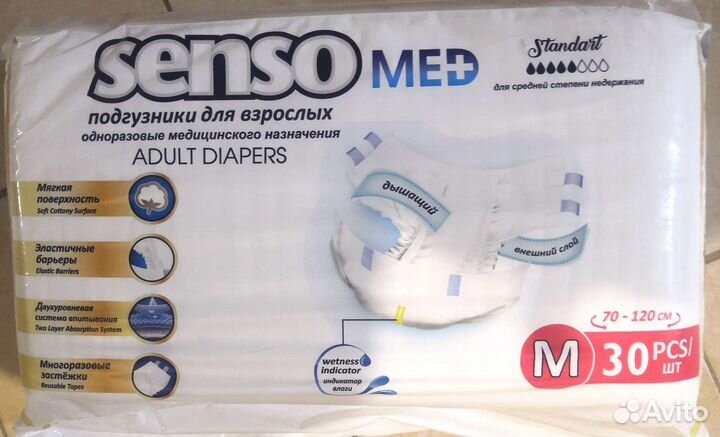 senso MED
Standart
для средней степени недержания
подгузники для взрослых
одноразовые медицинского назначения
ADULT DIAPERS
Мягкая
поверхность
Soft Cottony Surface
Эластичные
барьеры
Elastic Barriers
Двухуровневая
система впитывания
Two Layer Absorption System
Многоразовые
застёжки
Reusable Tapes
дышащий
внешний слой
wetness
indicator
индикатор
влаги
70 - 120 см
M 30 PCS/
ШТ
Avito